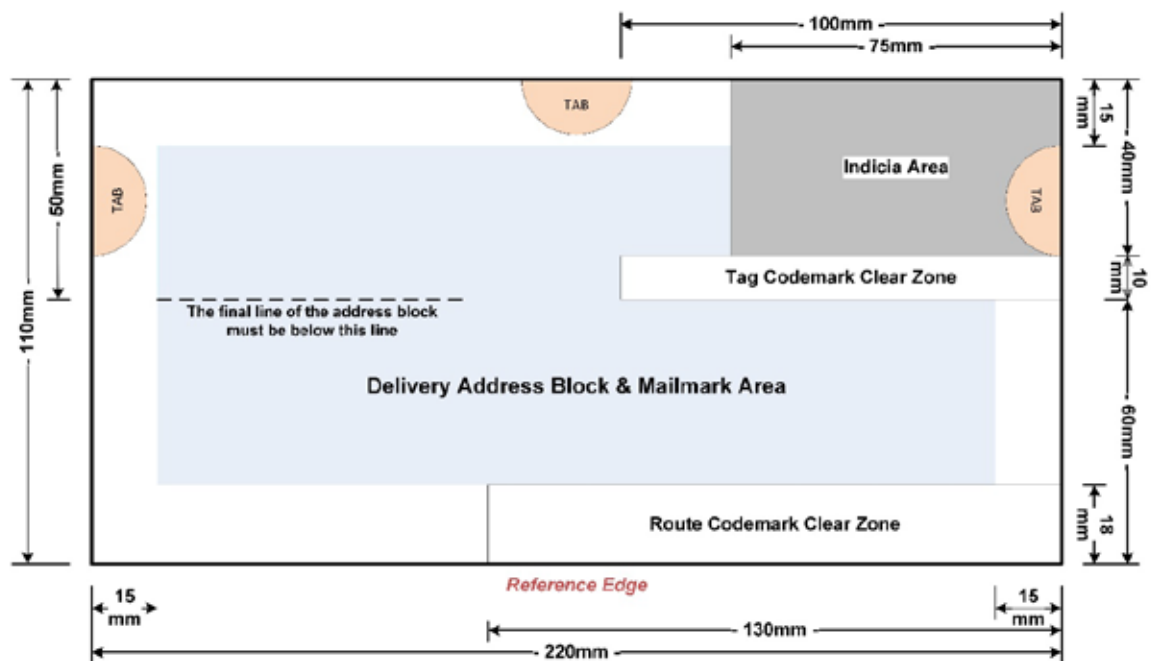 - 100mm -
- 75mm -
TAB
15
mm
- 40mm -
- 50mm -
TAB
Indicia Area
TAB
Tag Codemark Clear Zone
10
mm
The final line of the address block
must be below this line
- 110mm -
Delivery Address Block & Mailmark Area
- 60mm -
Route Codemark Clear Zone
18
mm
Reference Edge
15
mm
15
mm
- 130mm -
- 220mm -